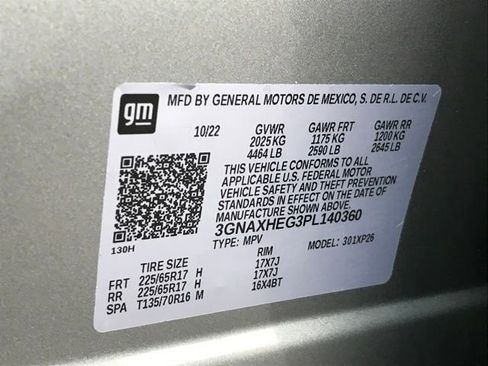 gm
MFD BY GENERAL MOTORS DE MEXICO, S. DE R.L. DE C.V.
10/22 GVWR GAWR FRT GAWR RR
2025 KG 1175 KG 1200 KG
4464 LB 2590 LB 2645 LB
THIS VEHICLE CONFORMS TO ALL
APPLICABLE U.S. FEDERAL MOTOR
VEHICLE SAFETY AND THEFT PREVENTION
STANDARDS IN EFFECT ON THE DATE OF
MANUFACTURE SHOWN ABOVE.
3GNAXHEG3PL140360
130H TYPE: MPV MODEL: 301XP26
TIRE SIZE RIM
FRT 225/65R17 H 17X7J
RR 225/65R17 H 17X7J
SPA T135/70R16 M 16X4BT